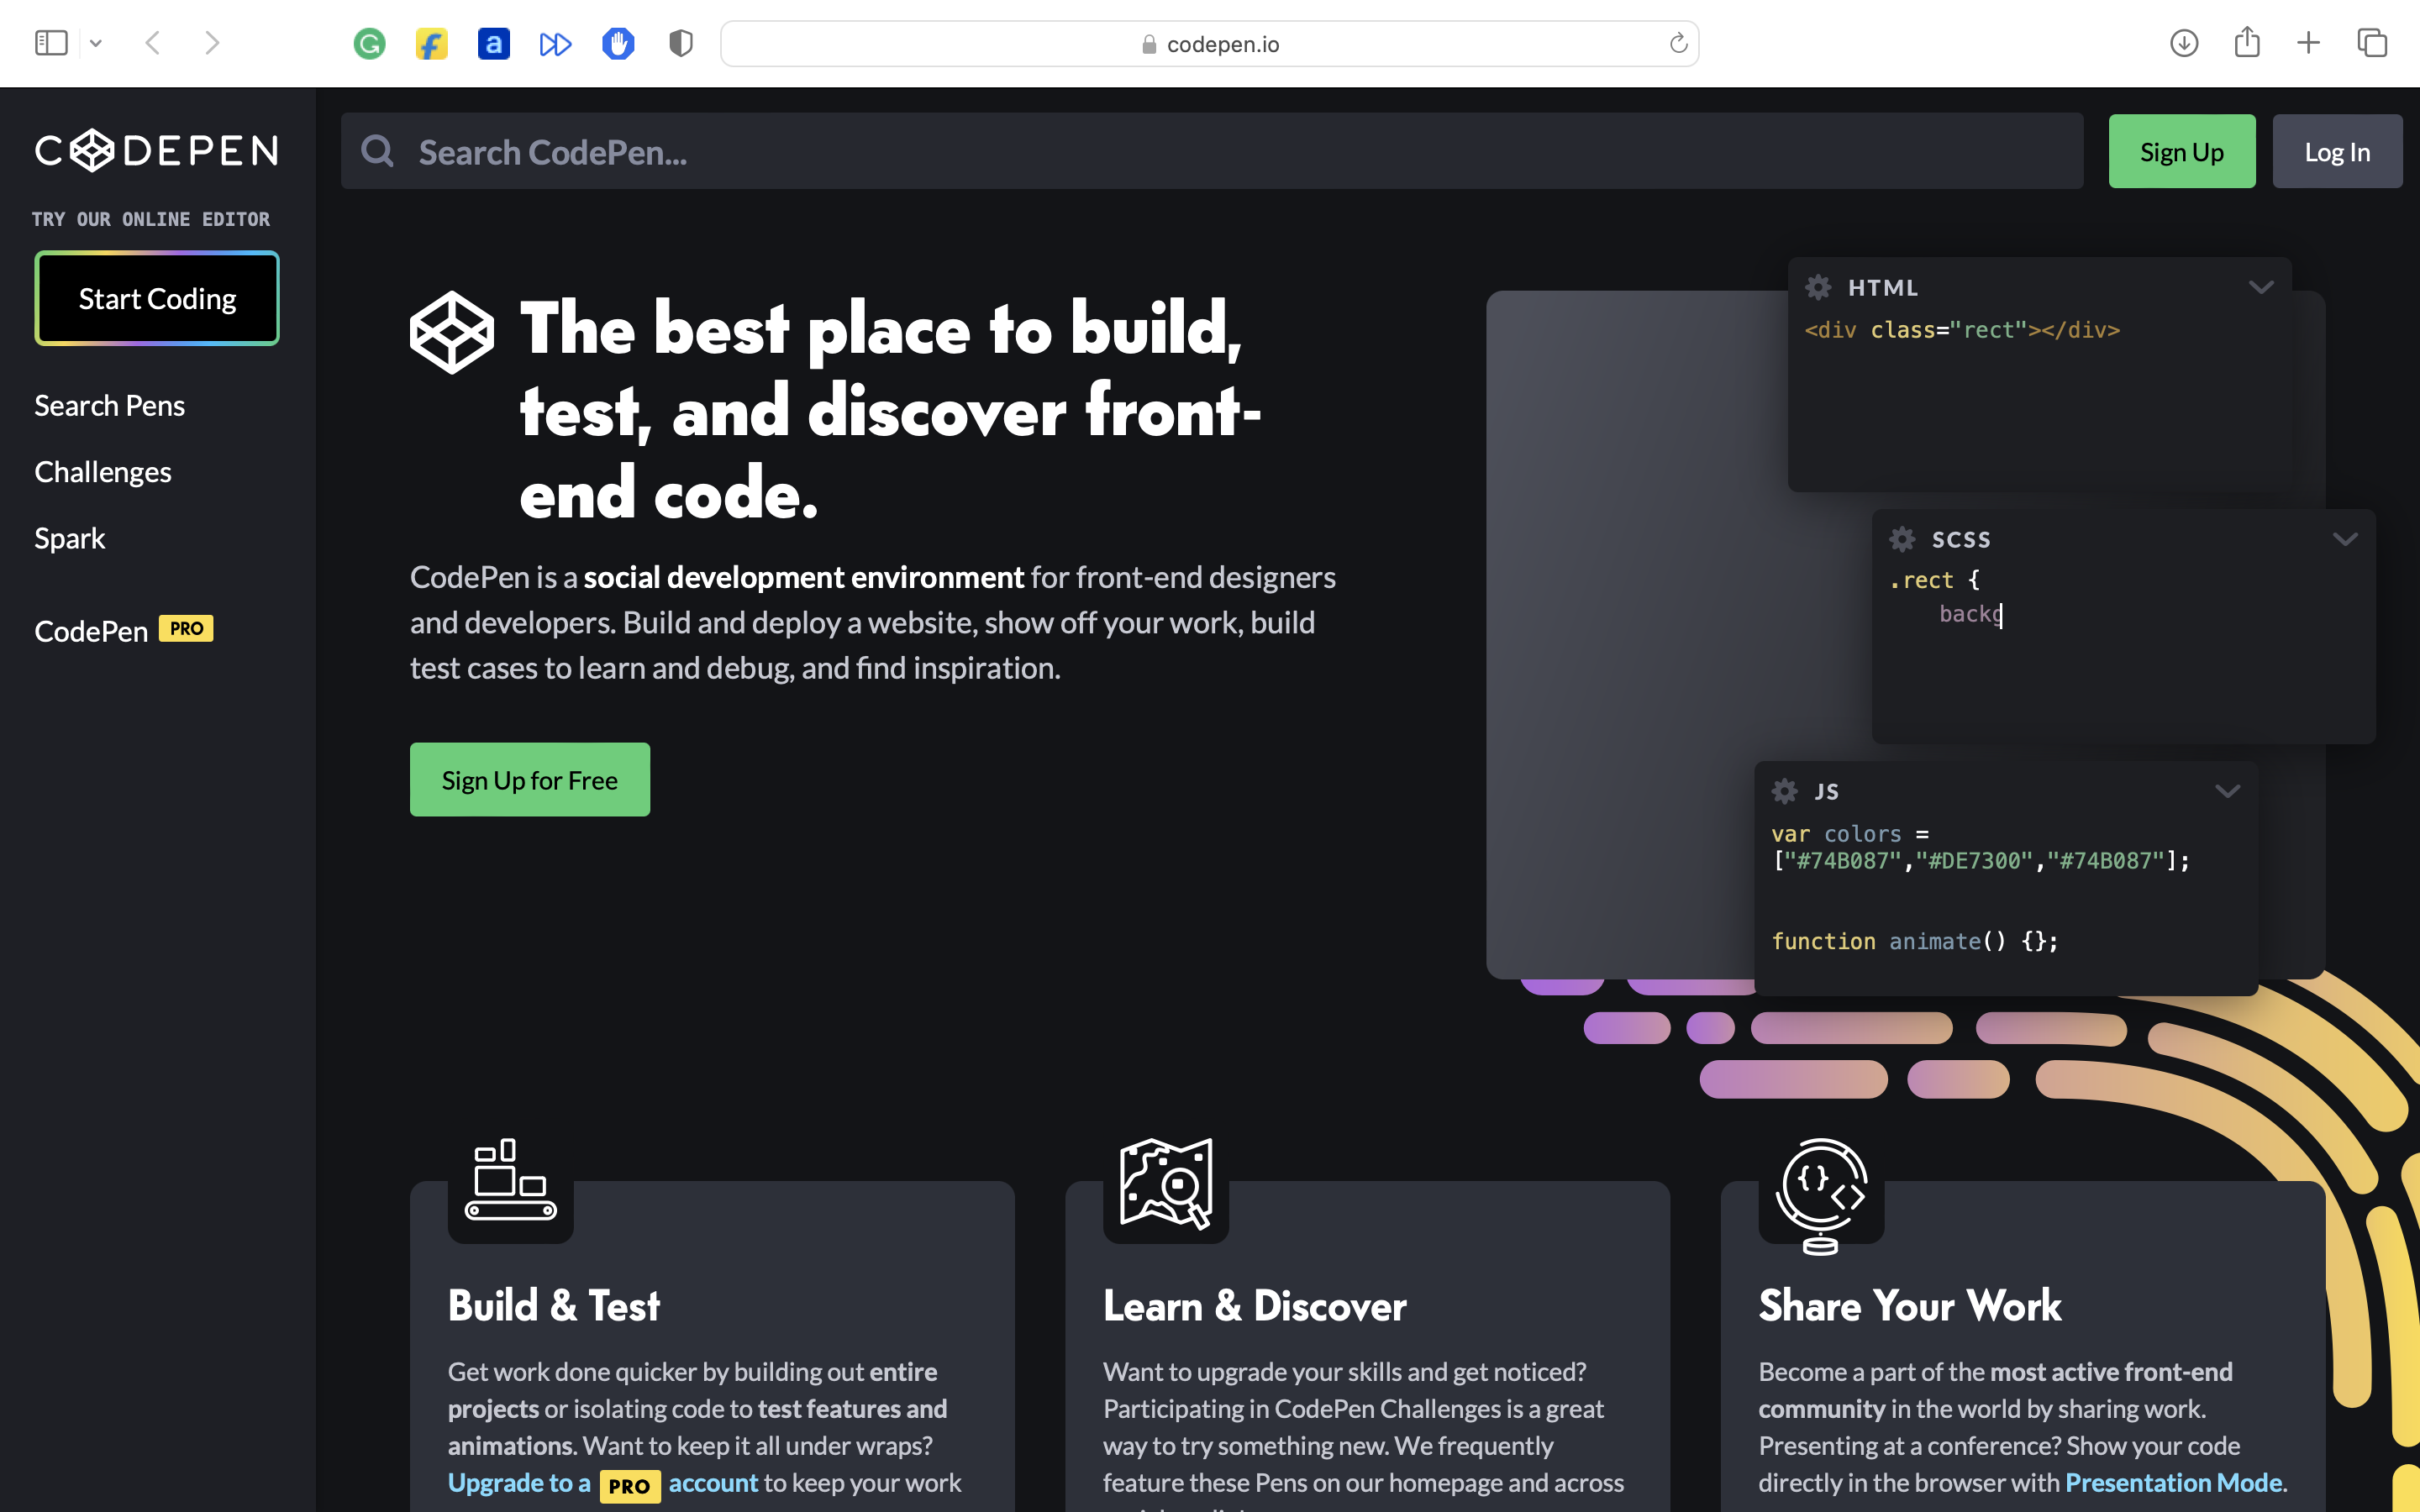 codepen.io
CODEPEN
TRY OUR ONLINE EDITOR
Start Coding
Search Pens
Challenges
Spark
CodePen PRO
Search CodePen...
Sign Up
Log In
The best place to build,
test, and discover front-
end code.
CodePen is a social development environment for front-end designers
and developers. Build and deploy a website, show off your work, build
test cases to learn and debug, and find inspiration.
Sign Up for Free
HTML
<div class="rect"></div>
SCSS
.rect {
backg
JS
var colors =
["#74B087","#DE7300","#74B087"];
function animate() {};
Build & Test
Get work done quicker by building out entire
projects or isolating code to test features and
animations. Want to keep it all under wraps?
Upgrade to a PRO account to keep your work
Learn & Discover
Want to upgrade your skills and get noticed?
Participating in CodePen Challenges is a great
way to try something new. We frequently
feature these Pens on our homepage and across
Share Your Work
Become a part of the most active front-end
community in the world by sharing work.
Presenting at a conference? Show your code
directly in the browser with Presentation Mode.